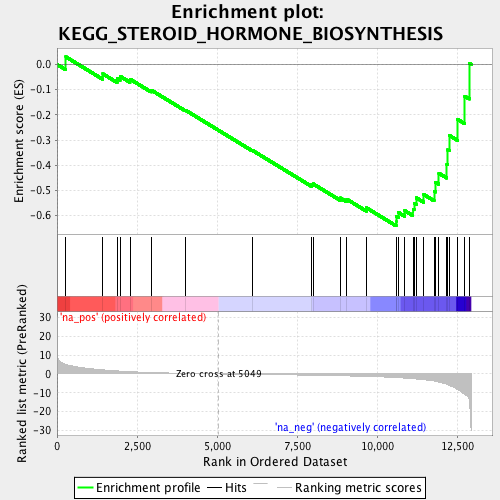 Enrichment plot:
KEGG_STEROID_HORMONE_BIOSYNTHESIS
Enrichment score (ES)
0.0
-0.1
-0.2
-0.3
-0.4
-0.5
-0.6
'na_pos' (positively correlated)
Ranked list metric (PreRanked)
30
20
10
0
-10
-20
-30
Zero cross at 5049
'na_neg' (negatively correlated)
0
2,500
5,000
7,500
10,000
12,500
Rank in Ordered Dataset
Enrichment profile
Hits
Ranking metric scores